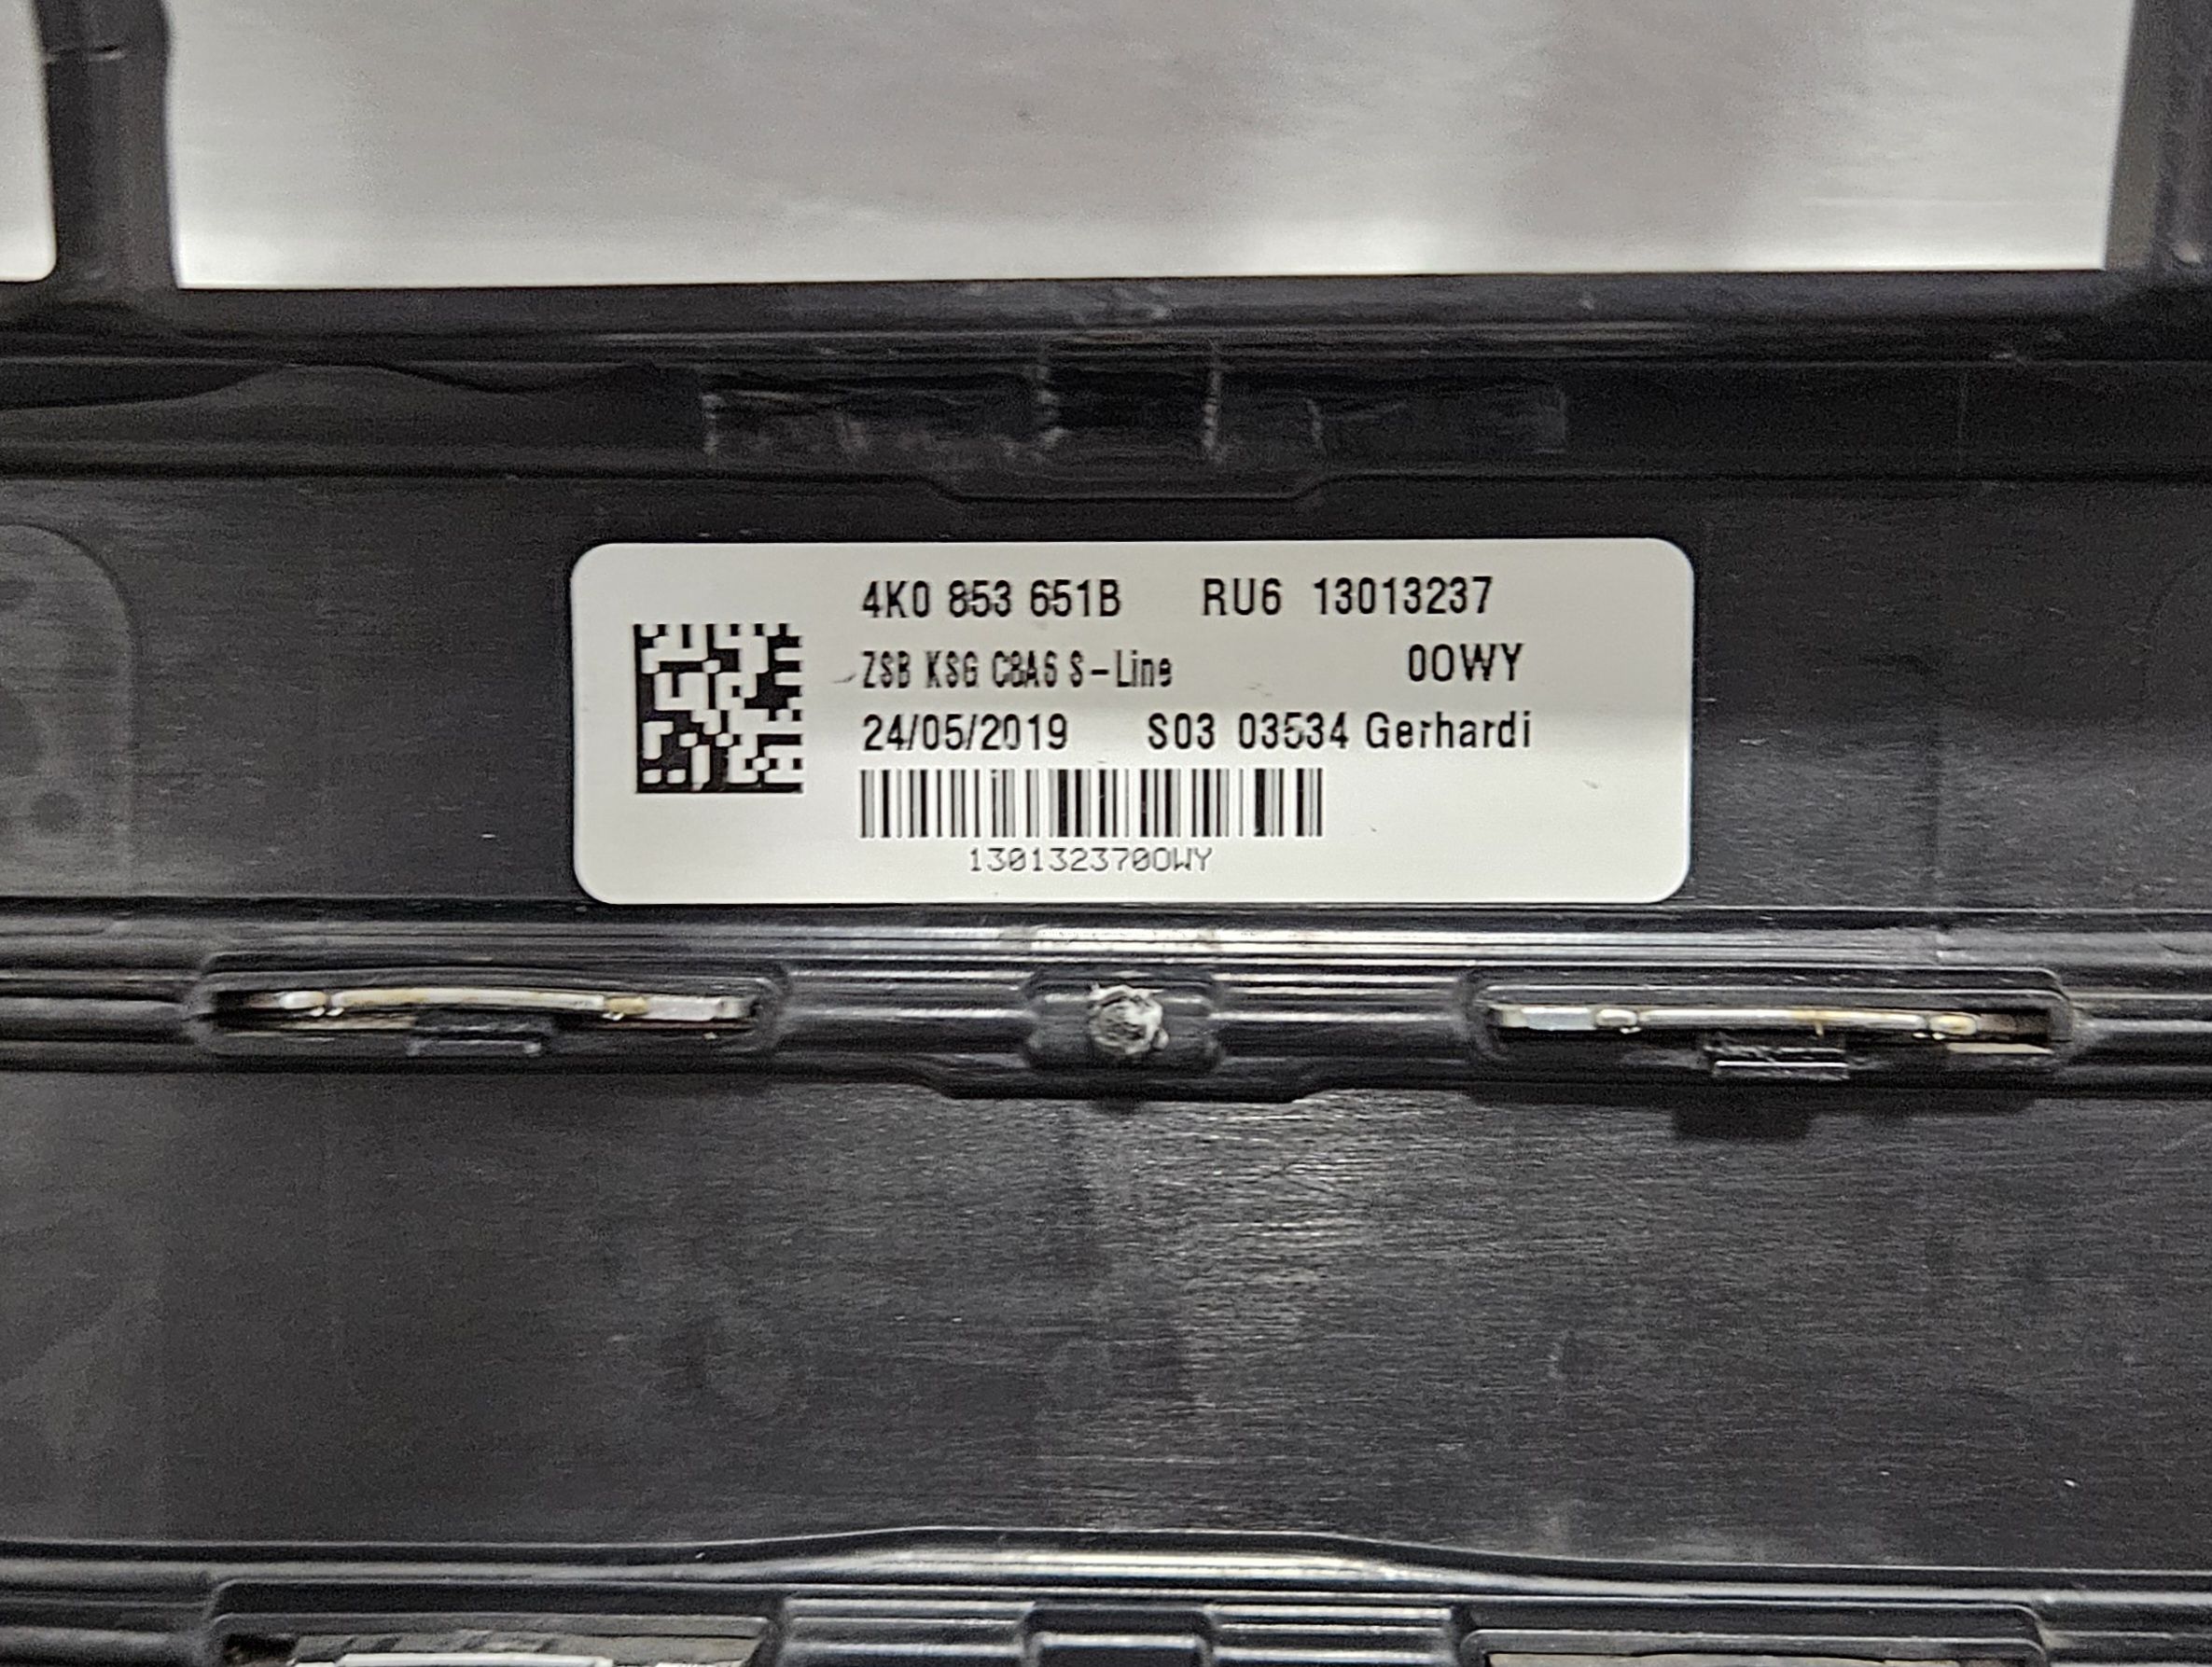 4K0 853 651B RU6 13013237
ZSB KSG C8A6 S-Line 00WY
24/05/2019 S03 03534 Gerhardi
1301323700WY